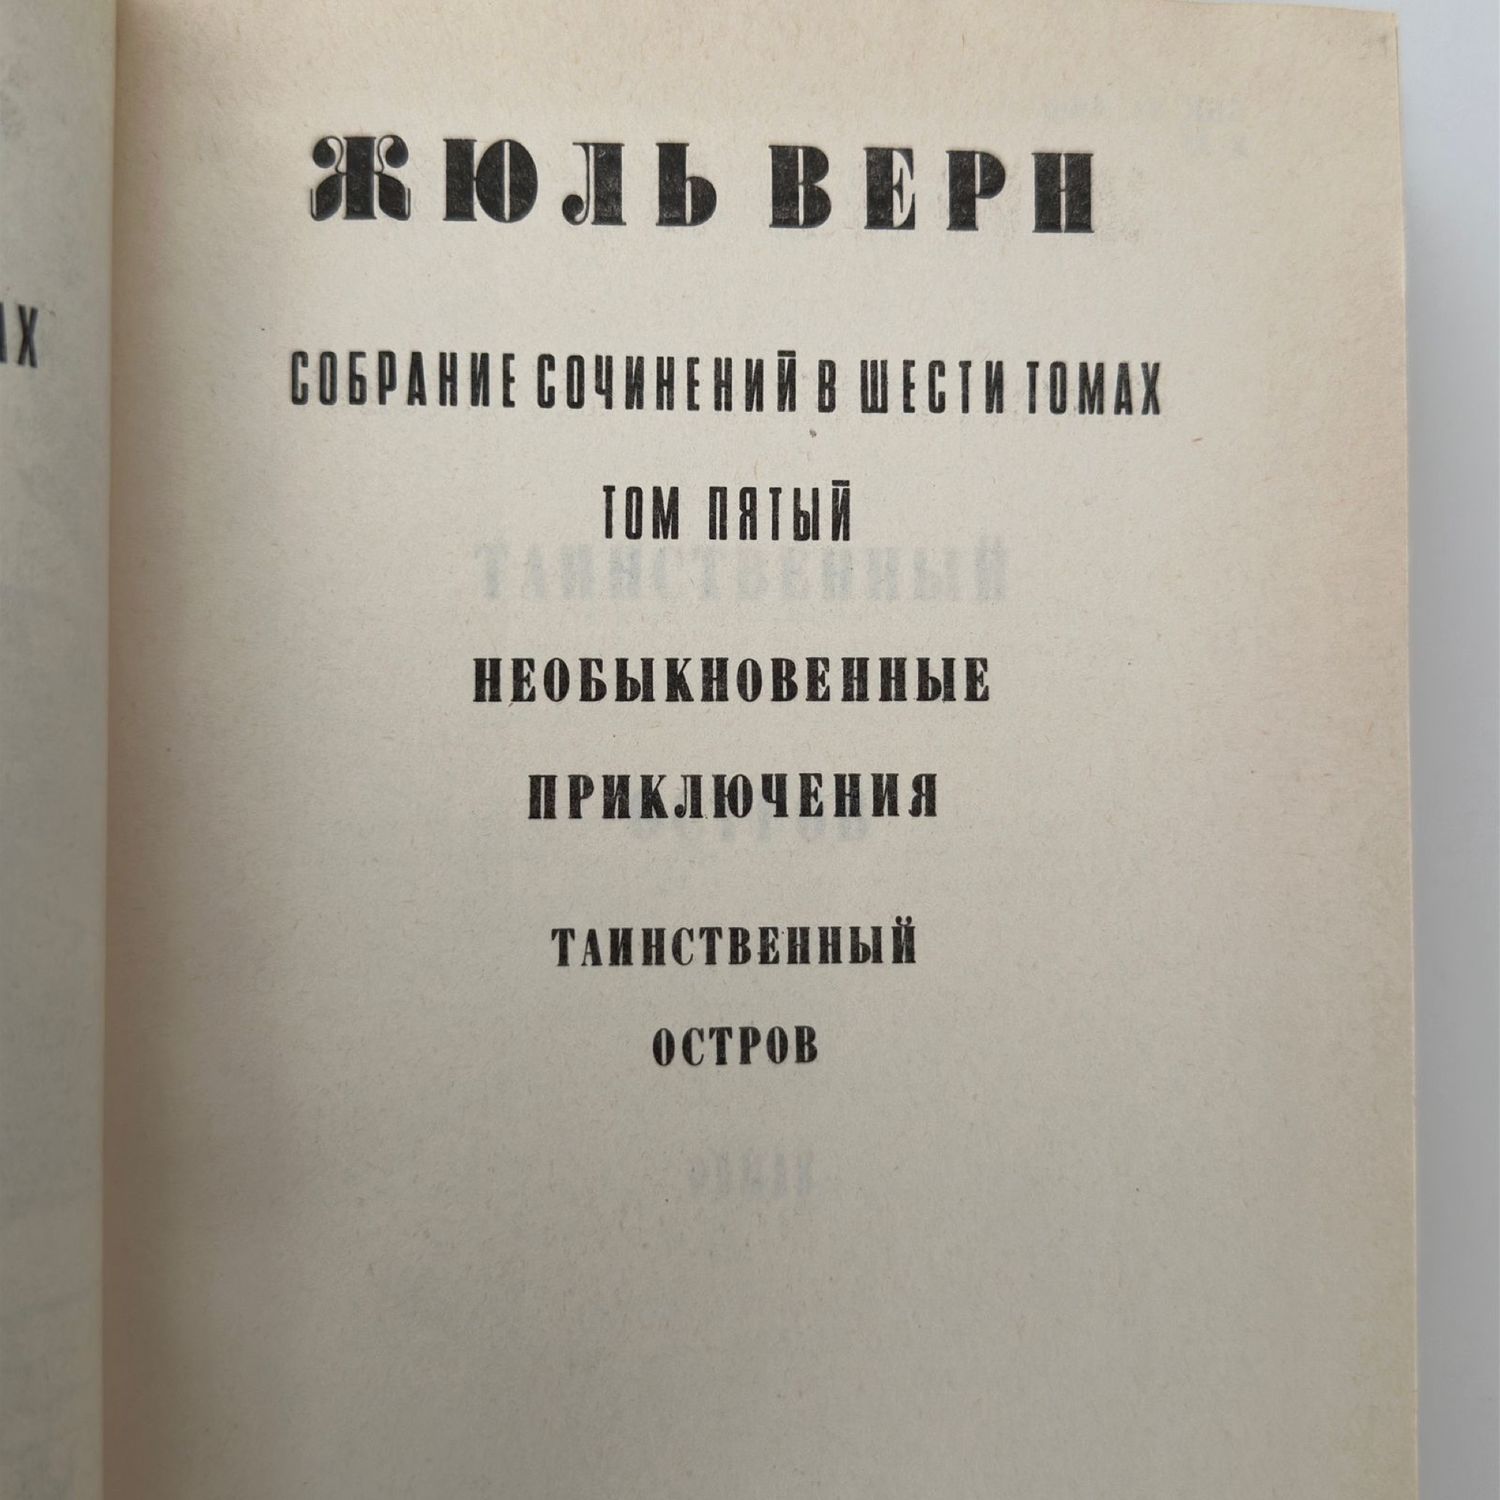 ЖЮЛЬ ВЕРН
СОБРАНИЕ СОЧИНЕНИЙ В ШЕСТИ ТОМАХ
ТОМ ПЯТЫЙ
НЕОБЫКНОВЕННЫЕ
ПРИКЛЮЧЕНИЯ
ТАИНСТВЕННЫЙ
ОСТРОВ